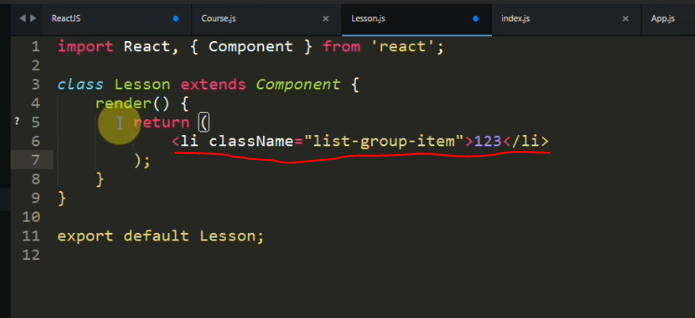 ReactJS Course.js × Lesson.js index.js × App.js
1 import React, { Component } from 'react';
2
3 class Lesson extends Component {
4 render() {
? 5 return (
6 <li className="list-group-item">123</li>
7 );
8 }
9 }
10
11 export default Lesson;
12